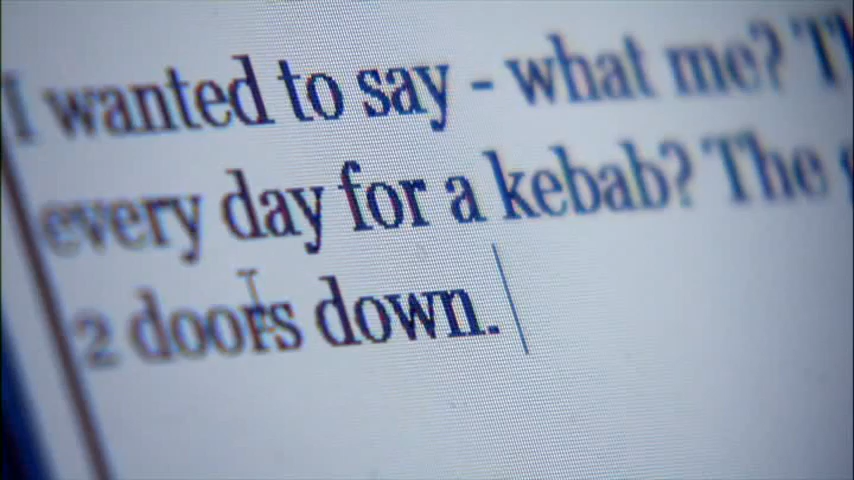 I wanted to say - what me?
every day for a kebab? The
2 doors down.